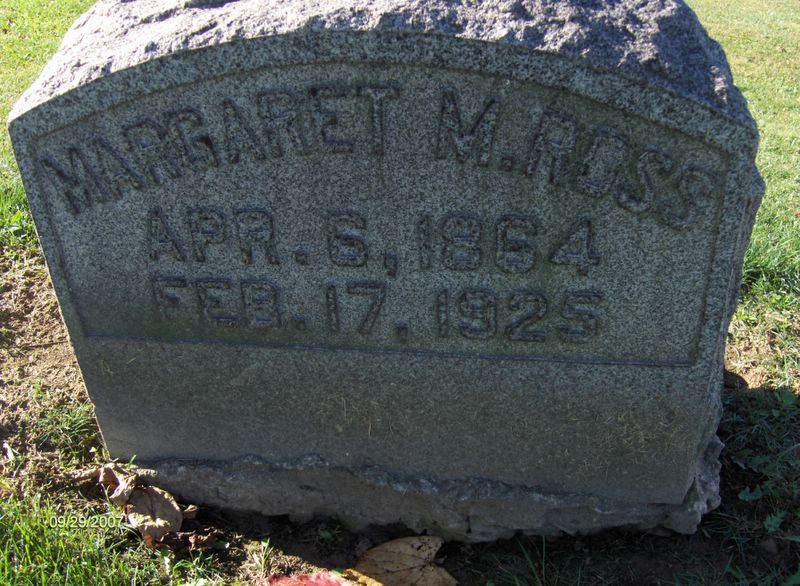 MARGARET M. ROSS
APR. 6, 1864
FEB. 17, 1925
09/29/2007